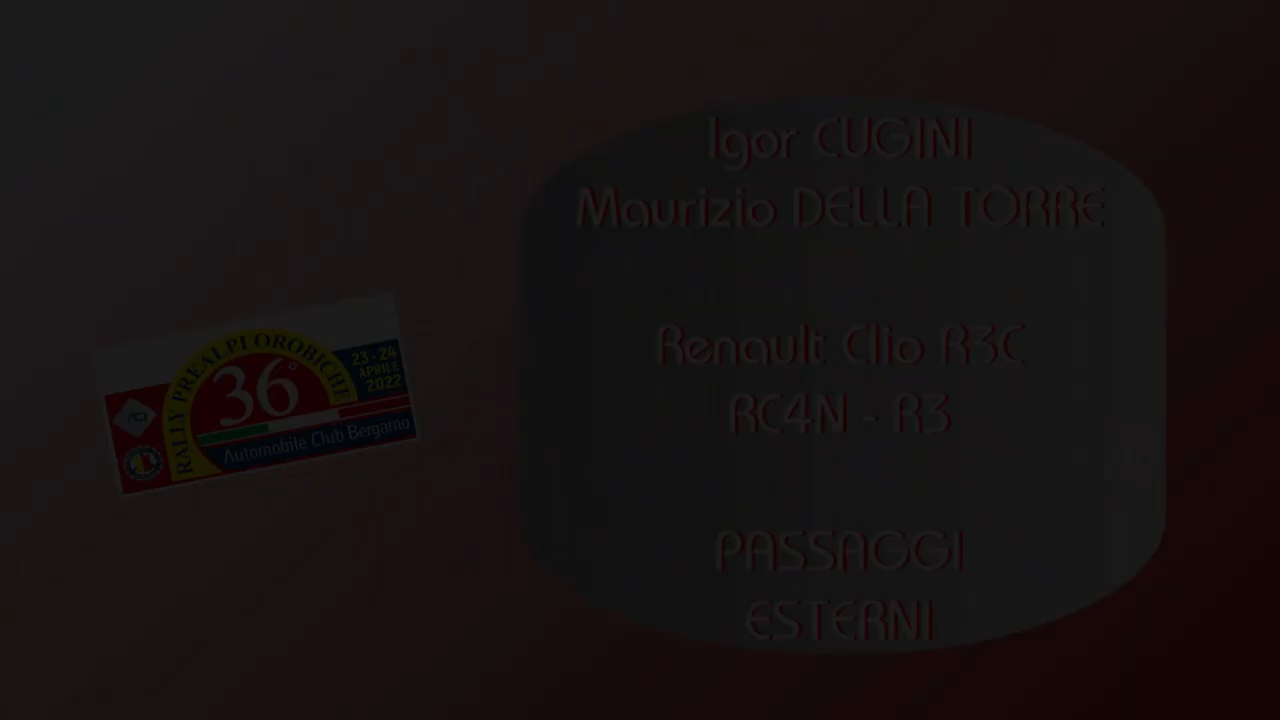 Igor CUGINI
Maurizio DELLA TORRE
Renault Clio R3C
RC4N - R3
PASSAGGI
ESTERNI
RALLY PREALPI OROBICHE
36°
23 - 24
APRILE
2022
ACI
Automobile Club Bergamo